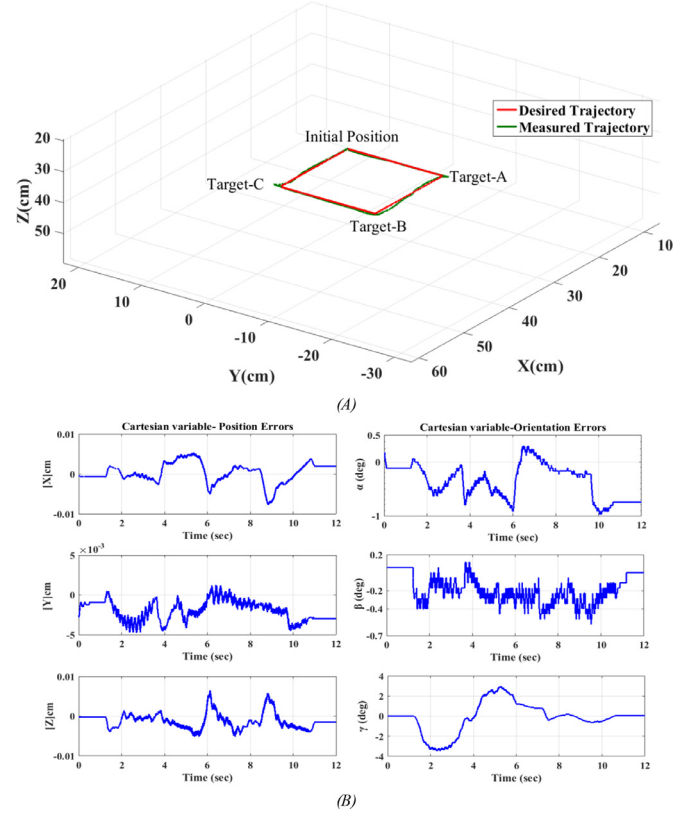 20
30
40
50
Z(cm)
Desired Trajectory
Measured Trajectory
Initial Position
Target-A
Target-C
Target-B
20
10
0
-10
-20
-30
Y(cm)
60
50
40
30
20
10
X(cm)
(A)
Cartesian variable- Position Errors
0.01
0
-0.01
|X|cm
0 2 4 6 8 10 12
Time (sec)
Cartesian variable-Orientation Errors
0.5
0
-1
α (deg)
0 2 4 6 8 10 12
Time (sec)
×10⁻³
5
0
-5
|Y|cm
0 2 4 6 8 10 12
Time (sec)
0.2
-0.2
-0.4
-0.7
β (deg)
0 2 4 6 8 10 12
Time (sec)
0.01
0
-0.01
|Z|cm
0 2 4 6 8 10 12
Time (sec)
4
2
0
-2
-4
γ (deg)
0 2 4 6 8 10 12
Time (sec)
(B)